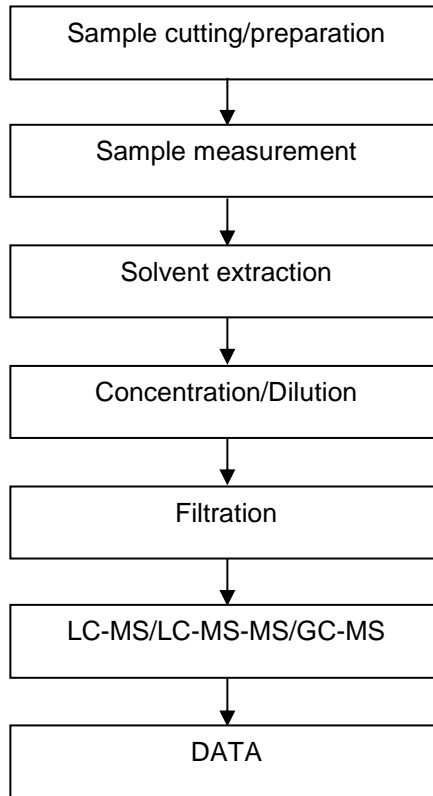 Sample cutting/preparation
Sample measurement
Solvent extraction
Concentration/Dilution
Filtration
LC-MS/LC-MS-MS/GC-MS
DATA